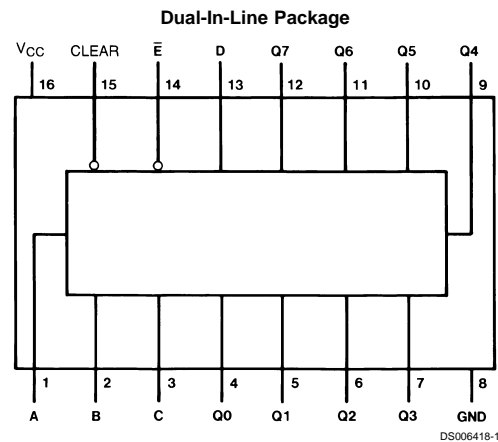 Dual-In-Line Package
VCC CLEAR E̅ D Q7 Q6 Q5 Q4
16 15 14 13 12 11 10 9
1 2 3 4 5 6 7 8
A B C Q0 Q1 Q2 Q3 GND
DS006418-1